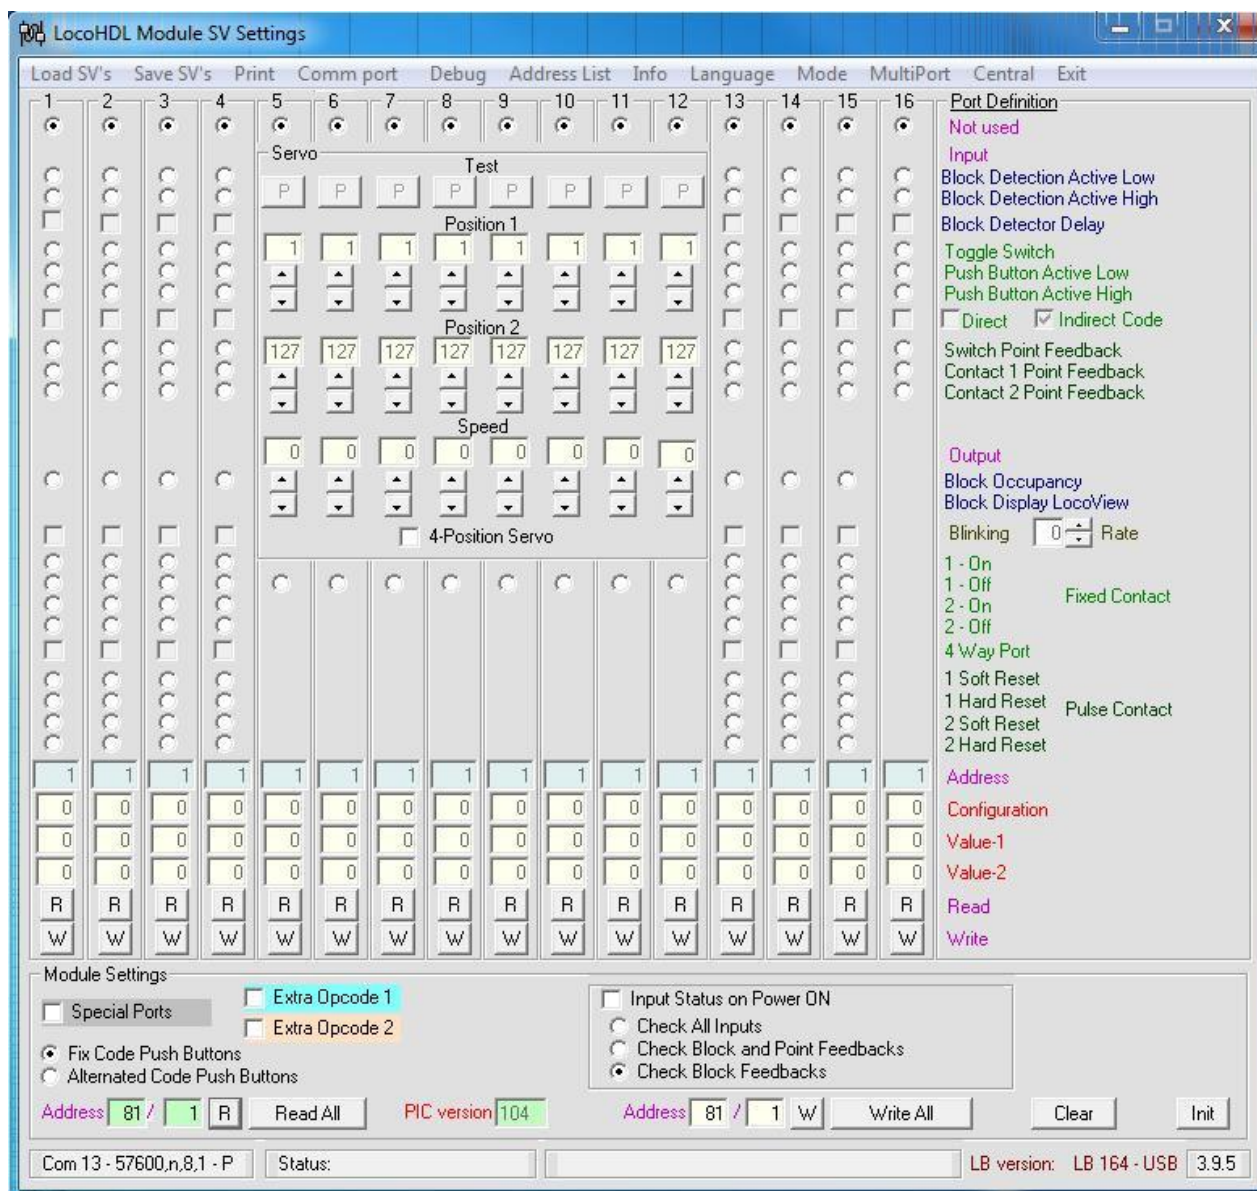 LocoHDL Module SV Settings
Load SV's Save SV's Print Comm port Debug Address List Info Language Mode MultiPort Central Exit
1 2 3 4 5 6 7 8 9 10 11 12 13 14 15 16 Port Definition
Not used
Servo
Input
Test
Block Detection Active Low
P P P P P P P P
Block Detection Active High
Position 1
Block Detector Delay
1 1 1 1 1 1 1 1
Toggle Switch
Push Button Active Low
Push Button Active High
Position 2
Direct Indirect Code
127 127 127 127 127 127 127 127
Switch Point Feedback
Contact 1 Point Feedback
Contact 2 Point Feedback
Speed
0 0 0 0 0 0 0 0
Output
Block Occupancy
Block Display LocoView
4-Position Servo
Blinking 0 Rate
1 - On
1 - Off
2 - On
2 - Off
Fixed Contact
4 Way Port
1 Soft Reset
1 Hard Reset
2 Soft Reset
2 Hard Reset
Pulse Contact
1 1 1 1 1 1 1 1 1 1 1 1 1 1 1 1 Address
0 0 0 0 0 0 0 0 0 0 0 0 0 0 0 0 Configuration
0 0 0 0 0 0 0 0 0 0 0 0 0 0 0 0 Value-1
0 0 0 0 0 0 0 0 0 0 0 0 0 0 0 0 Value-2
R R R R R R R R R R R R R R R R Read
W W W W W W W W W W W W W W W W Write
Module Settings
Special Ports
Extra Opcode 1
Extra Opcode 2
Fix Code Push Buttons
Alternated Code Push Buttons
Input Status on Power ON
Check All Inputs
Check Block and Point Feedbacks
Check Block Feedbacks
Address 81 / 1 R Read All PIC version 104 Address 81 / 1 W Write All Clear Init
Com 13 - 57600,n,8,1 - P Status: LB version: LB 164 - USB 3.9.5